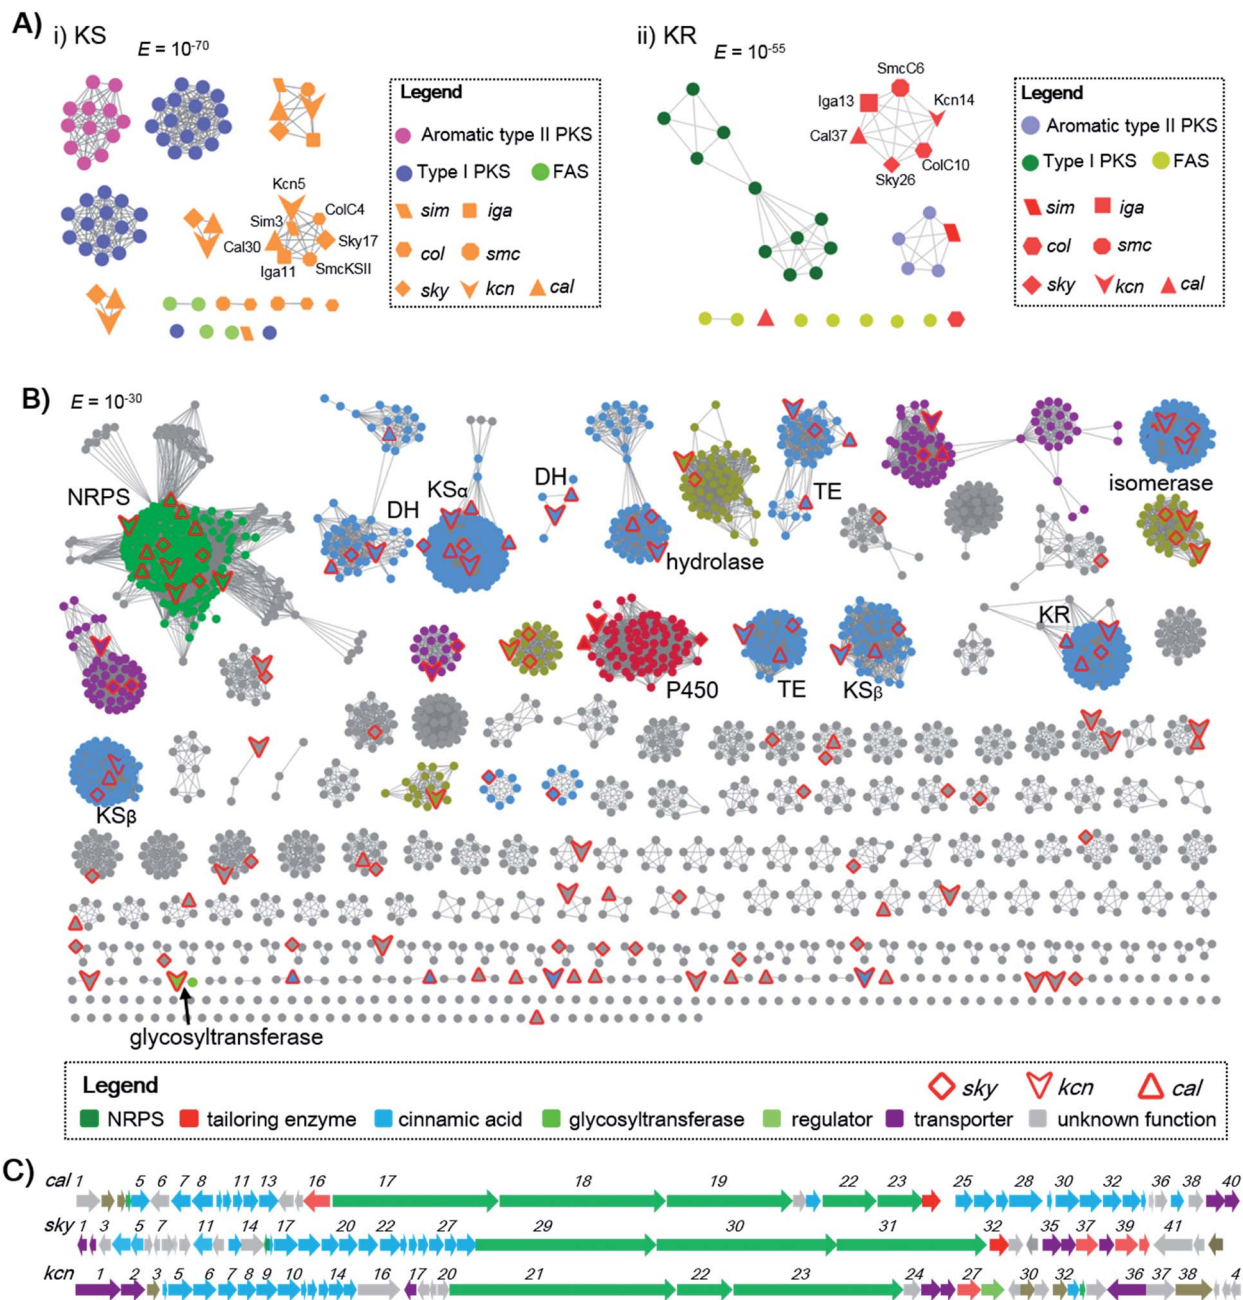 A)
i) KS
E = 10-70
Legend
Aromatic type II PKS
Type I PKS FAS
sim iga
col smc
sky kcn cal
Kcn5
ColC4
Sim3
Sky17
Cal30
SmcKSII
Iga11
ii) KR
E = 10-55
SmcC6
Iga13
Kcn14
Cal37
ColC10
Sky26
Legend
Aromatic type II PKS
Type I PKS FAS
sim iga
col smc
sky kcn cal
B)
E = 10-30
NRPS
DH
KSα
DH
hydrolase
TE
isomerase
P450
TE
KSβ
KR
KSβ
glycosyltransferase
Legend
sky kcn cal
NRPS tailoring enzyme cinnamic acid glycosyltransferase regulator transporter unknown function
C)
cal 1 5 6 7 8 11 13 16 17 18 19 22 23 25 28 30 32 36 38 40
sky 1 3 5 7 11 14 17 20 22 27 29 30 31 32 35 37 39 41
kcn 1 2 3 5 6 7 8 9 10 14 16 17 20 21 22 23 24 27 30 32 36 37 38 4